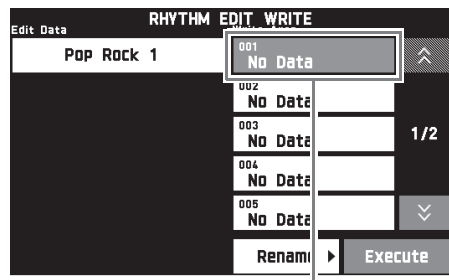 RHYTHM EDIT WRITE
Edit Data
Pop Rock 1
001
No Data
002
No Data
003
No Data
1/2
004
No Data
005
No Data
Rename
Execute